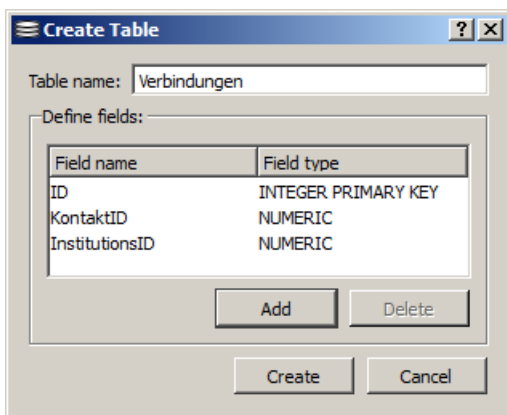 Create Table
Table name: Verbindungen
Define fields:
Field name Field type
ID INTEGER PRIMARY KEY
KontaktID NUMERIC
InstitutionsID NUMERIC
Add Delete
Create Cancel